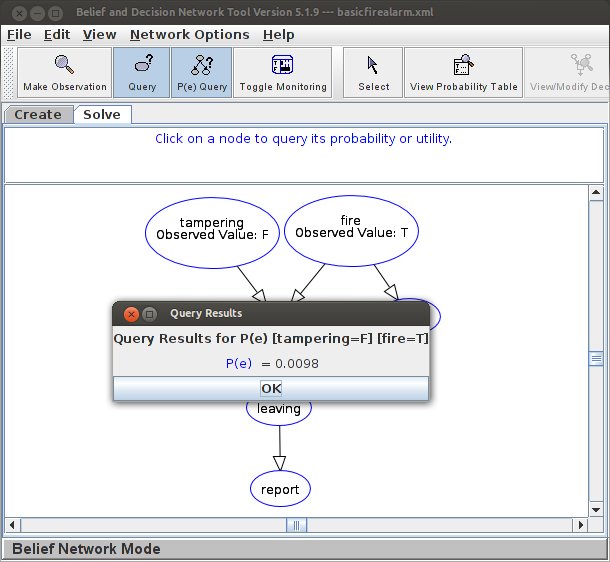 Belief and Decision Network Tool Version 5.1.9 --- basicfirealarm.xml
File Edit View Network Options Help
Make Observation Query P(e) Query Toggle Monitoring Select View Probability Table View/Modify Dec
Create Solve
Click on a node to query its probability or utility.
tampering
Observed Value: F
fire
Observed Value: T
Query Results
Query Results for P(e) [tampering=F] [fire=T]
P(e) = 0.0098
OK
leaving
report
Belief Network Mode